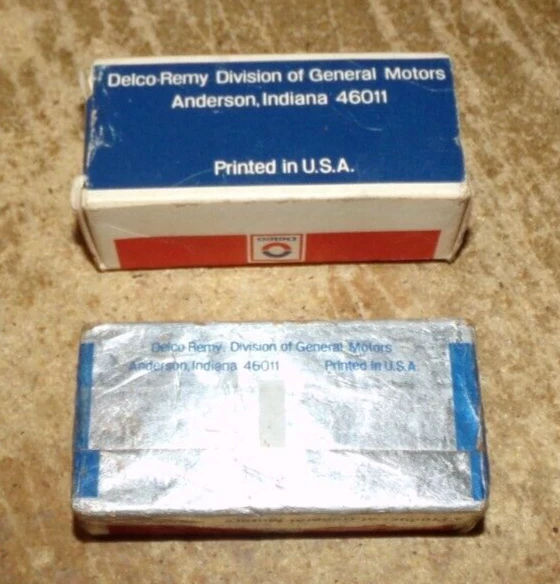 Delco-Remy Division of General Motors
Anderson, Indiana 46011
Printed in U.S.A.
Delco Remy, Division of General Motors
Anderson, Indiana 46011 Printed in U.S.A.